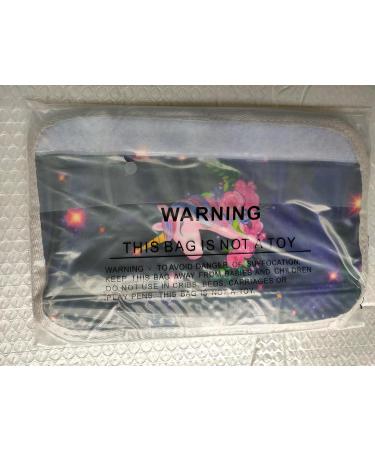 WARNING
THIS BAG IS NOT A TOY
WARNING - TO AVOID DANGER OF SUFFOCATION,
KEEP THIS BAG AWAY FROM BABIES AND CHILDREN
DO NOT USE IN CRIBS, BEDS, CARRIAGES OR
PLAY PENS. THIS BAG IS NOT A TOY.